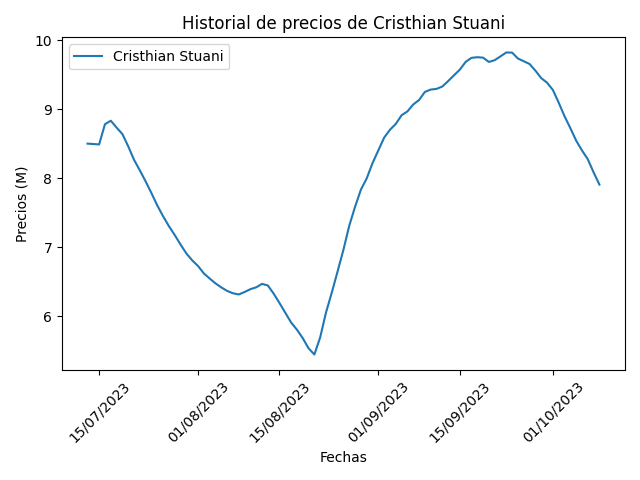 Historial de precios de Cristhian Stuani
Cristhian Stuani
Precios (M)
10
9
8
7
6
15/07/2023
01/08/2023
15/08/2023
01/09/2023
15/09/2023
01/10/2023
Fechas